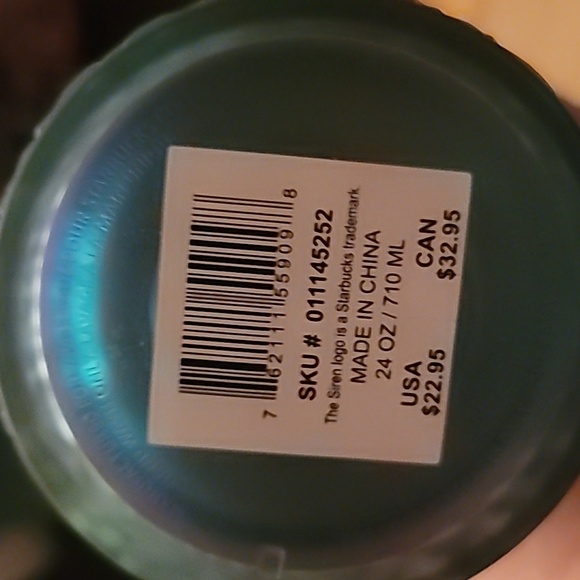 7 62111 55909 8
SKU # 011145252
The Siren logo is a Starbucks trademark
MADE IN CHINA
24 OZ / 710 ML
USA CAN
$22.95 $32.95